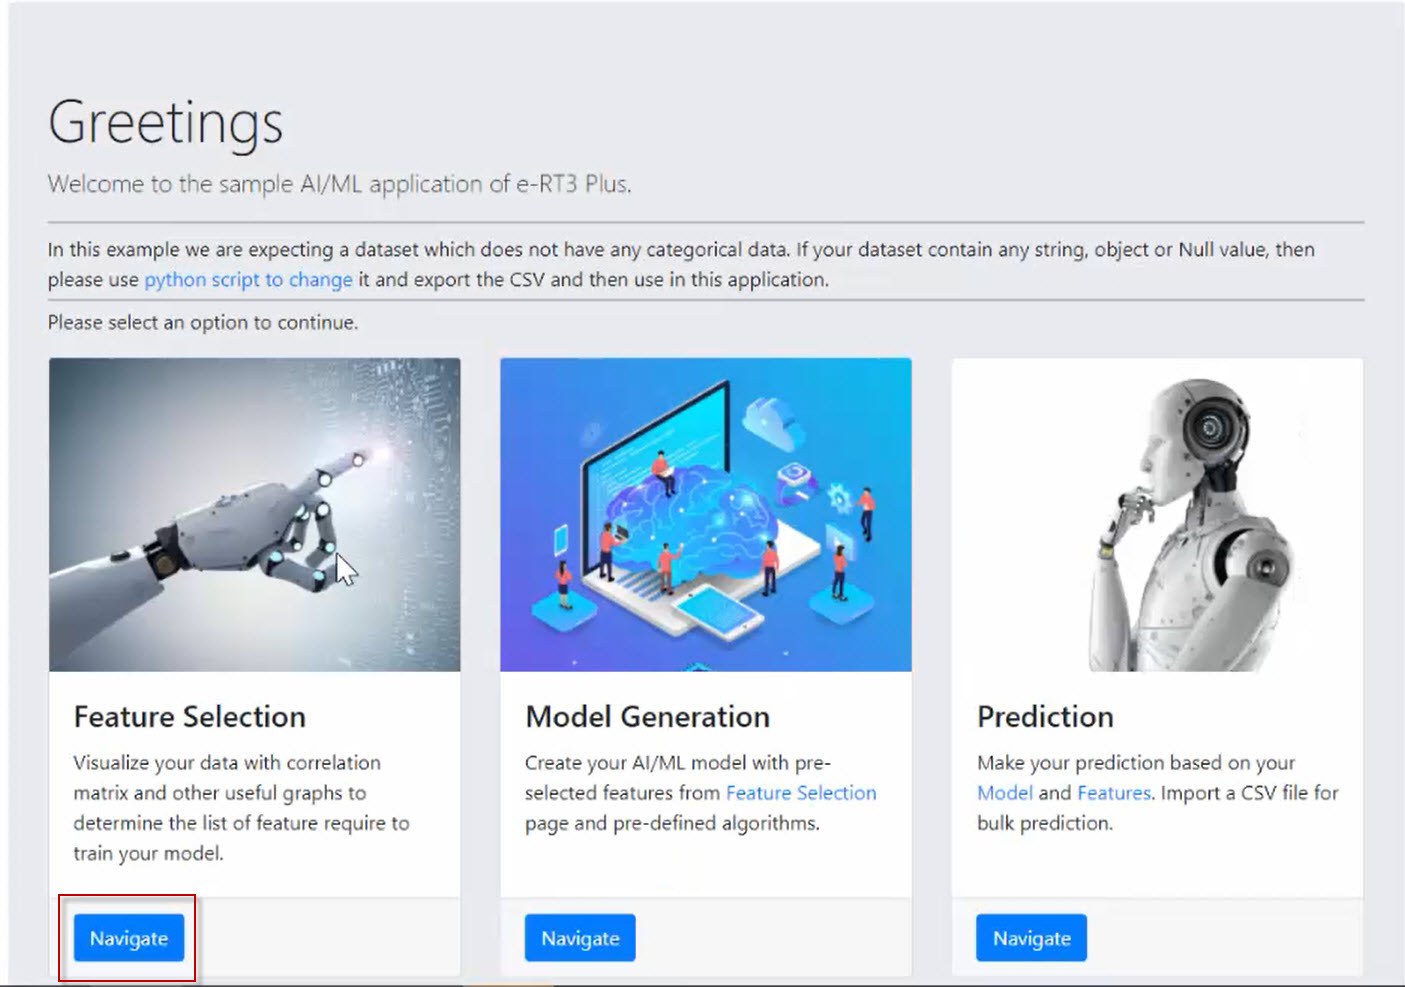 Greetings
Welcome to the sample AI/ML application of e-RT3 Plus.
In this example we are expecting a dataset which does not have any categorical data. If your dataset contain any string, object or Null value, then
please use python script to change it and export the CSV and then use in this application.
Please select an option to continue.
Feature Selection
Visualize your data with correlation
matrix and other useful graphs to
determine the list of feature require to
train your model.
Navigate
Model Generation
Create your AI/ML model with pre-
selected features from Feature Selection
page and pre-defined algorithms.
Navigate
Prediction
Make your prediction based on your
Model and Features. Import a CSV file for
bulk prediction.
Navigate